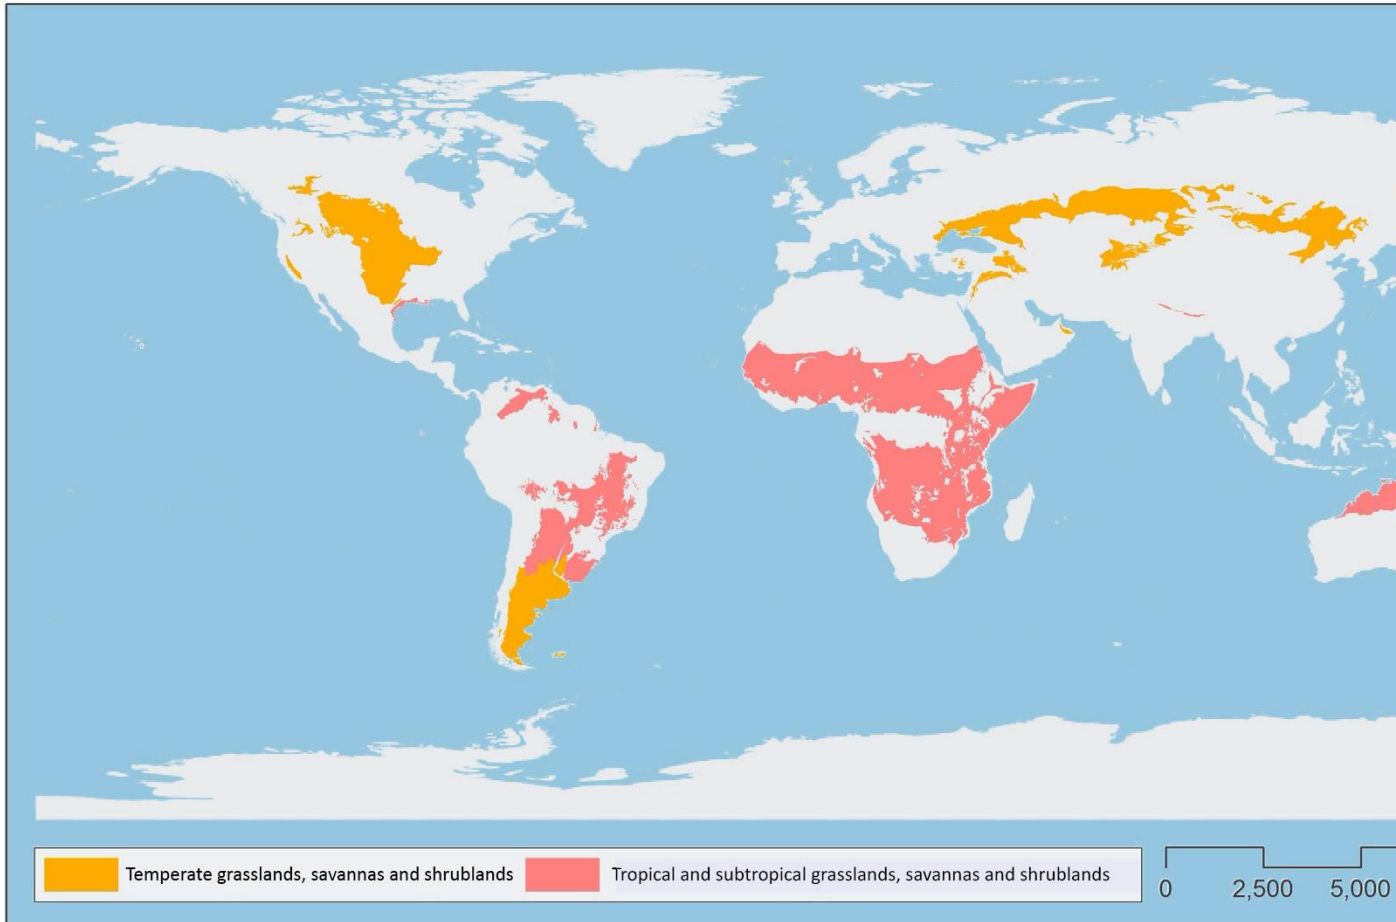 Temperate grasslands, savannas and shrublands
Tropical and subtropical grasslands, savannas and shrublands
0 2,500 5,000